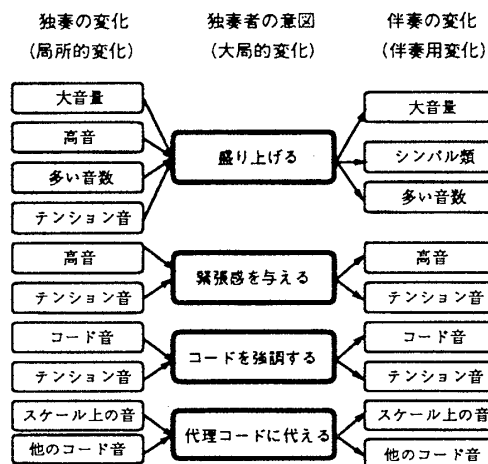 独奏の変化
(局所的変化)
独奏者の意図
(大局的変化)
伴奏の変化
(伴奏用変化)
大音量
高音
多い音数
テンション音
盛り上げる
大音量
シンバル類
多い音数
高音
テンション音
緊張感を与える
高音
テンション音
コード音
テンション音
コードを強調する
コード音
テンション音
スケール上の音
他のコード音
代理コードに代える
スケール上の音
他のコード音